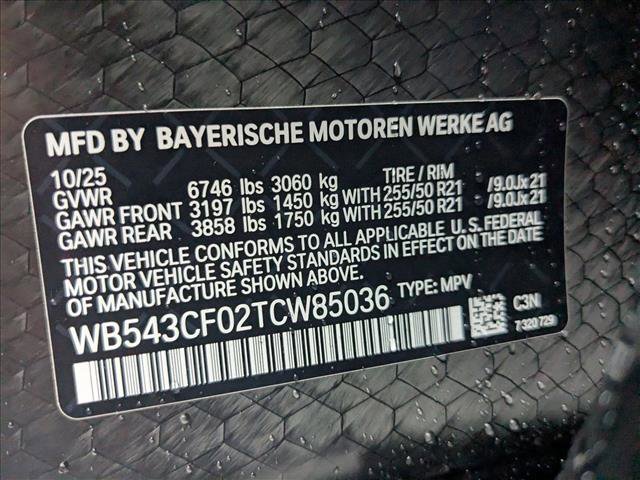 MFD BY BAYERISCHE MOTOREN WERKE AG
10/25 TIRE / RIM
GVWR 6746 lbs 3060 kg
GAWR FRONT 3197 lbs 1450 kg WITH 255/50 R21 /9.0Jx21
GAWR REAR 3858 lbs 1750 kg WITH 255/50 R21 /9.0Jx21
THIS VEHICLE CONFORMS TO ALL APPLICABLE U.S. FEDERAL
MOTOR VEHICLE SAFETY STANDARDS IN EFFECT ON THE DATE
OF MANUFACTURE SHOWN ABOVE.
WB543CF02TCW85036 TYPE: MPV
C3N
7 320 729